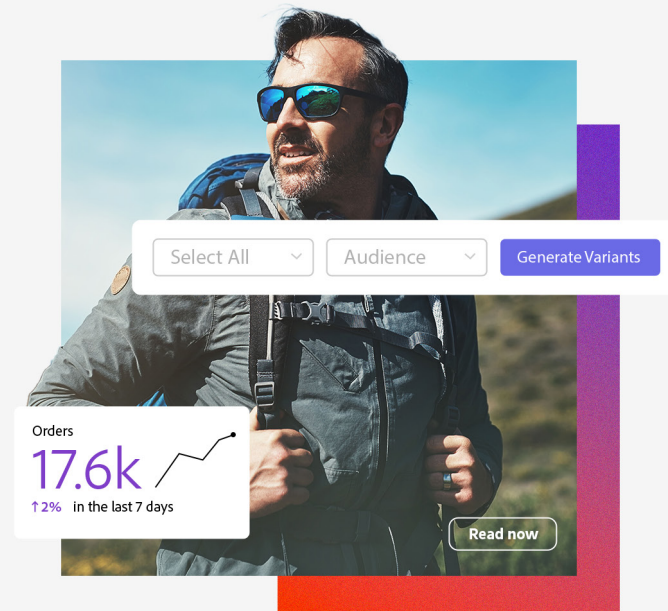 Select All
Audience
Generate Variants
Orders
17.6k
↑2% in the last 7 days
Read now